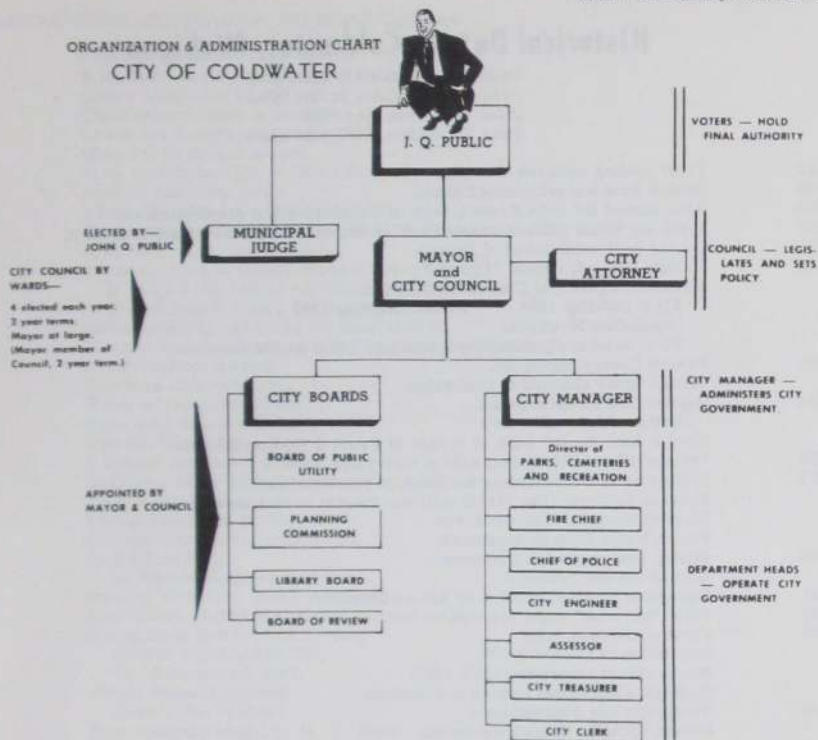 ORGANIZATION & ADMINISTRATION CHART
CITY OF COLDWATER
J. Q. PUBLIC
VOTERS — HOLD
FINAL AUTHORITY
ELECTED BY—
JOHN Q. PUBLIC
MUNICIPAL
JUDGE
MAYOR
and
CITY COUNCIL
CITY
ATTORNEY
COUNCIL — LEGIS-
LATES AND SETS
POLICY.
CITY COUNCIL BY
WARDS—
4 elected each year.
2 year terms.
Mayor at large.
(Mayor member of
Council, 2 year term.)
CITY BOARDS
CITY MANAGER
CITY MANAGER —
ADMINISTERS CITY
GOVERNMENT.
APPOINTED BY
MAYOR & COUNCIL
BOARD OF PUBLIC
UTILITY
PLANNING
COMMISSION
LIBRARY BOARD
BOARD OF REVIEW
Director of
PARKS, CEMETERIES
AND RECREATION
FIRE CHIEF
CHIEF OF POLICE
CITY ENGINEER
ASSESSOR
CITY TREASURER
CITY CLERK
DEPARTMENT HEADS
— OPERATE CITY
GOVERNMENT